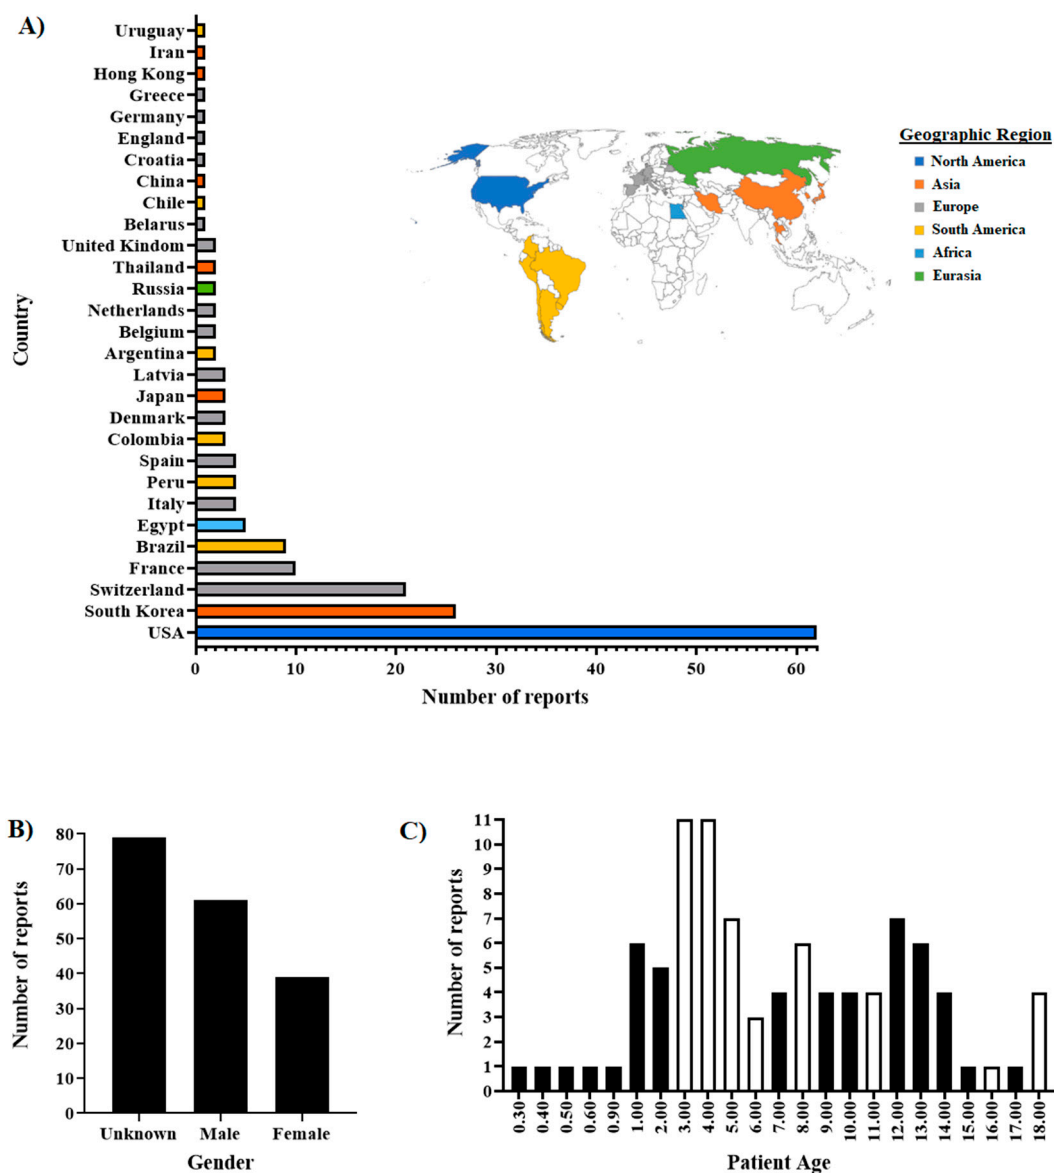 A)
Uruguay
Iran
Hong Kong
Greece
Germany
England
Croatia
China
Chile
Belarus
United Kindom
Thailand
Russia
Netherlands
Belgium
Argentina
Latvia
Japan
Denmark
Colombia
Spain
Peru
Italy
Egypt
Brazil
France
Switzerland
South Korea
USA
Country
0 10 20 30 40 50 60
Number of reports
Geographic Region
North America
Asia
Europe
South America
Africa
Eurasia
B)
80
70
60
50
40
30
20
10
0
Number of reports
Unknown Male Female
Gender
C)
11
10
9
8
7
6
5
4
3
2
1
0
Number of reports
0.30 0.40 0.50 0.60 0.90 1.00 2.00 3.00 4.00 5.00 6.00 7.00 8.00 9.00 10.00 11.00 12.00 13.00 14.00 15.00 16.00 17.00 18.00
Patient Age